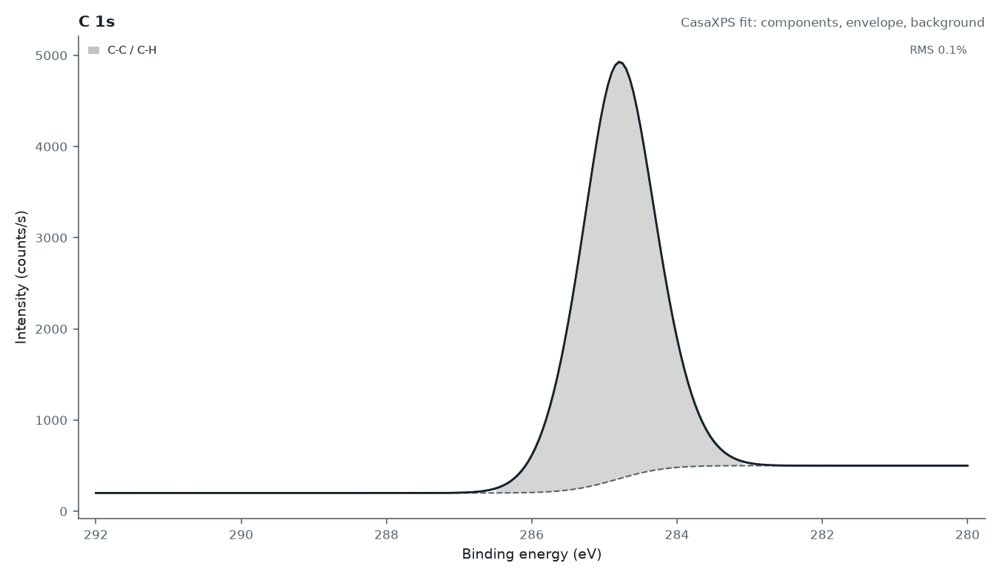 C 1s
CasaXPS fit: components, envelope, background
C-C / C-H
RMS 0.1%
Intensity (counts/s)
5000
4000
3000
2000
1000
0
292 290 288 286 284 282 280
Binding energy (eV)